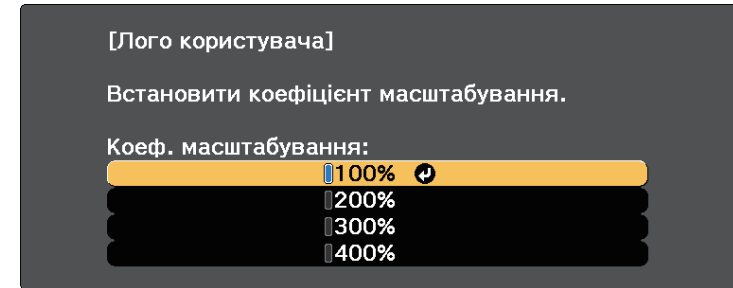 [Лого користувача]
Встановити коефіцієнт масштабування.
Коеф. масштабування:
100%
200%
300%
400%